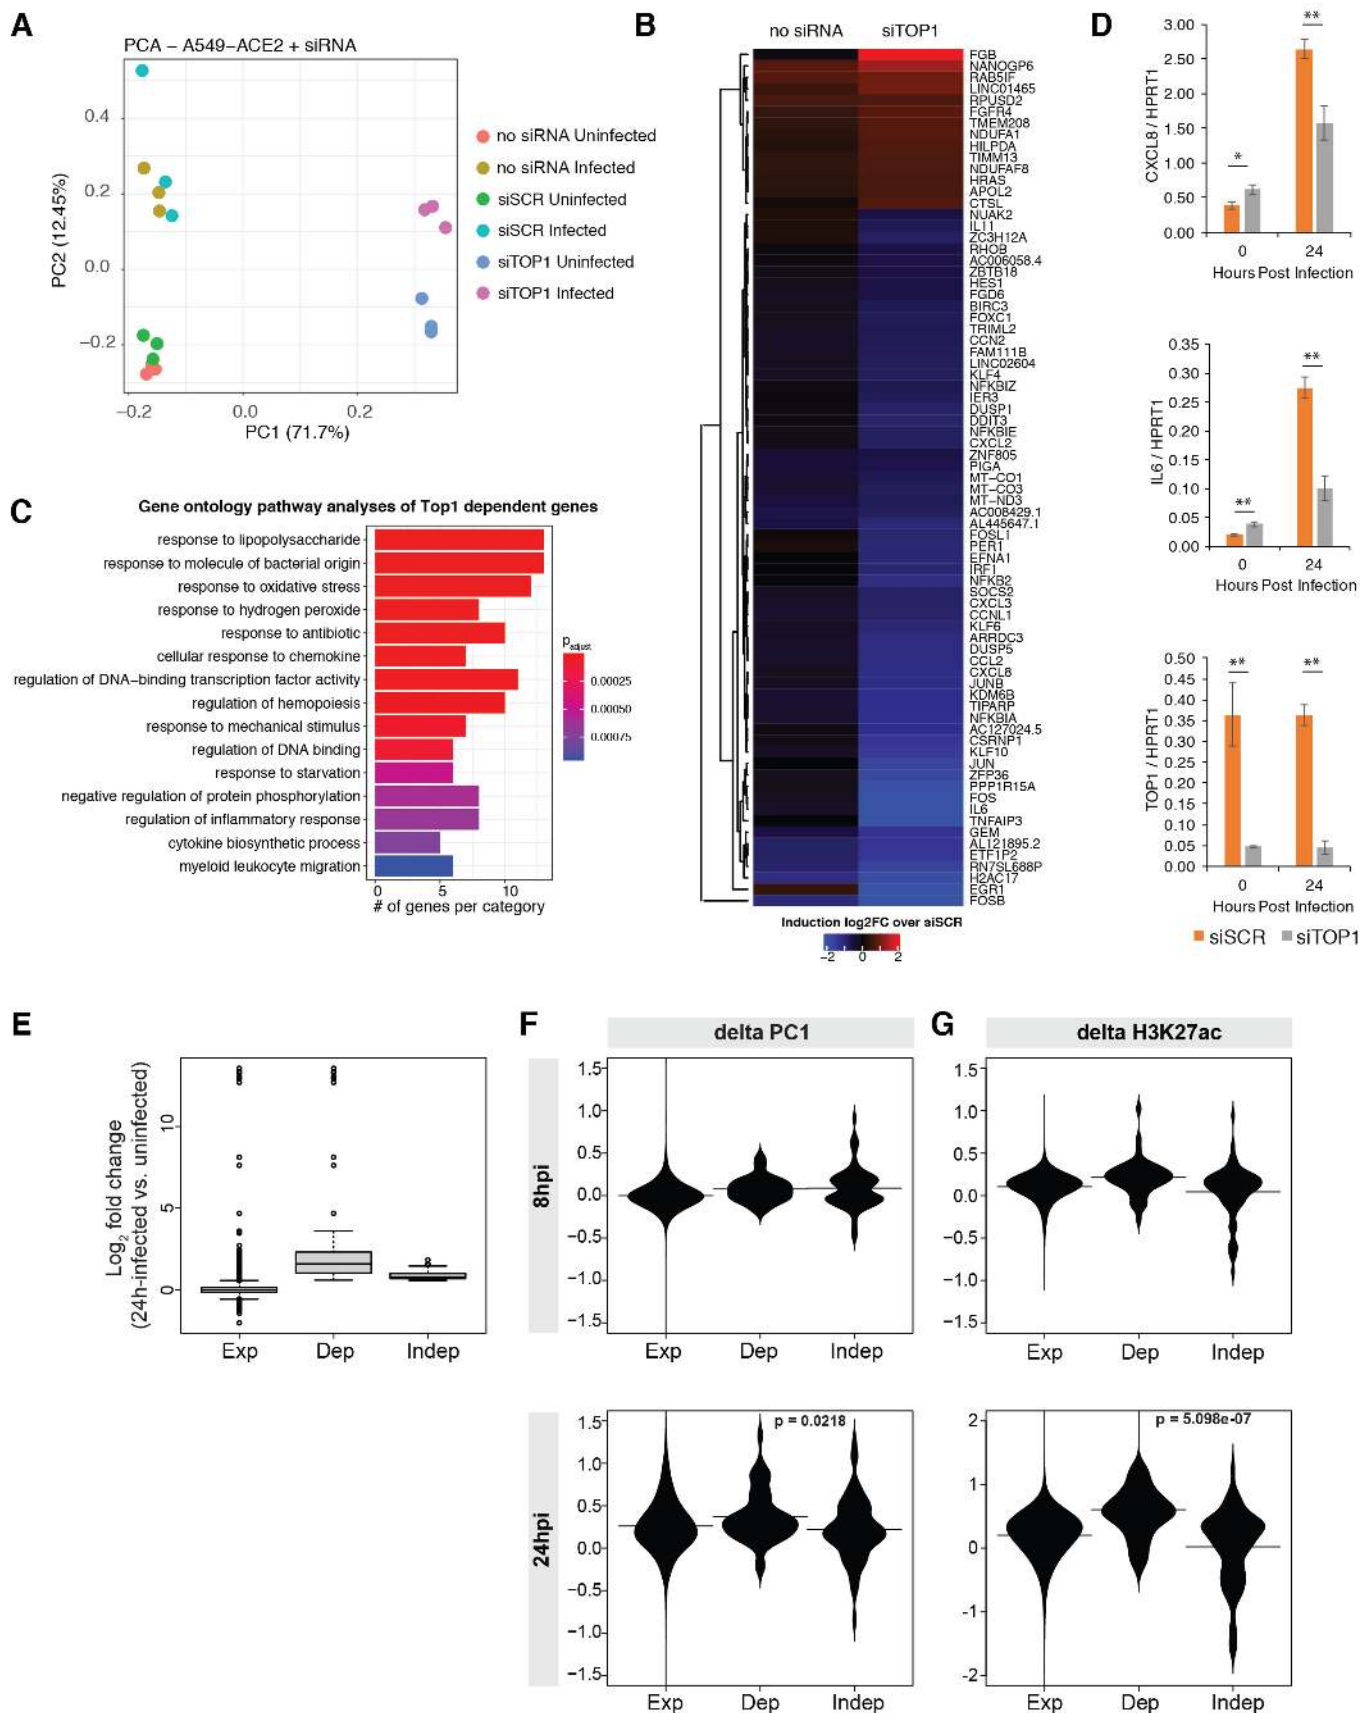 A
PCA – A549–ACE2 + siRNA
0.4
0.2
0.0
−0.2
PC2 (12.45%)
−0.2
0.0
0.2
PC1 (71.7%)
no siRNA Uninfected
no siRNA Infected
siSCR Uninfected
siSCR Infected
siTOP1 Uninfected
siTOP1 Infected
B
no siRNA
siTOP1
FGB
NANOGP6
RAB5IF
LINC01465
RPUSD2
FGFR4
TMEM208
NDUFA1
HILPDA
TIMM13
NDUFAF8
HRAS
APOL2
CTSL
NUAK2
IL11
ZC3H12A
RHOB
AC006058.4
ZBTB18
HES1
FGD6
BIRC3
FOXC1
TRIML2
CCN2
FAM111B
LINC02604
KLF4
NFKBIZ
IER3
DUSP1
DDIT3
NFKBIE
CXCL2
ZNF805
PIGA
MT−CO1
MT−CO3
MT−ND3
AC008429.1
AL445647.1
FOSL1
PER1
EFNA1
IRF1
NFKB2
SOCS2
CXCL3
CCNL1
KLF6
ARRDC3
DUSP5
CCL2
CXCL8
JUNB
KDM6B
TIPARP
NFKBIA
AC127024.5
CSRNP1
KLF10
JUN
ZFP36
PPP1R15A
FOS
IL6
TNFAIP3
GEM
AL121895.2
ETF1P2
RN7SL688P
H2AC17
EGR1
FOSB
Induction log2FC over siSCR
−2 0 2
C
Gene ontology pathway analyses of Top1 dependent genes
response to lipopolysaccharide
response to molecule of bacterial origin
response to oxidative stress
response to hydrogen peroxide
response to antibiotic
cellular response to chemokine
regulation of DNA−binding transcription factor activity
regulation of hemopoiesis
response to mechanical stimulus
regulation of DNA binding
response to starvation
negative regulation of protein phosphorylation
regulation of inflammatory response
cytokine biosynthetic process
myeloid leukocyte migration
0 5 10
# of genes per category
padjust
0.00025
0.00050
0.00075
D
3.00
2.50
2.00
1.50
1.00
0.50
0.00
CXCL8 / HPRT1
*
**
0 24
Hours Post Infection
0.35
0.30
0.25
0.20
0.15
0.10
0.05
0.00
IL6 / HPRT1
**
**
0 24
Hours Post Infection
0.50
0.45
0.40
0.35
0.30
0.25
0.20
0.15
0.10
0.05
0.00
TOP1 / HPRT1
** **
0 24
Hours Post Infection
siSCR siTOP1
E
Log2 fold change
(24h-infected vs. uninfected)
10
5
0
Exp Dep Indep
F
delta PC1
8hpi
1.5
1.0
0.5
0.0
−0.5
−1.0
−1.5
Exp Dep Indep
24hpi
p = 0.0218
1.5
1.0
0.5
0.0
−0.5
−1.0
−1.5
Exp Dep Indep
G
delta H3K27ac
1.5
1.0
0.5
0.0
−0.5
−1.0
−1.5
Exp Dep Indep
p = 5.098e-07
2
1
0
-1
-2
Exp Dep Indep